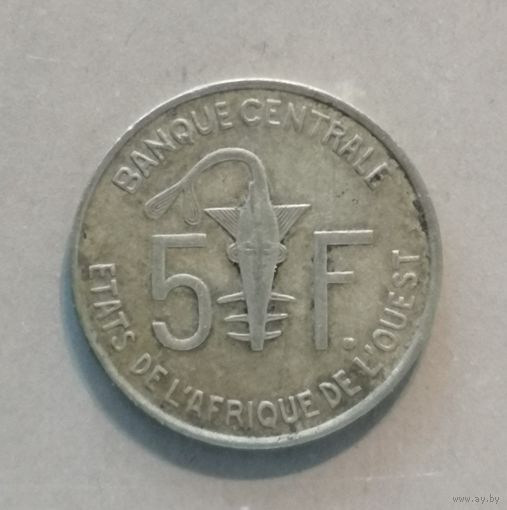 BANQUE CENTRALE
5 F
ETATS DE L'AFRIQUE DE L'OUEST
www.ay.by